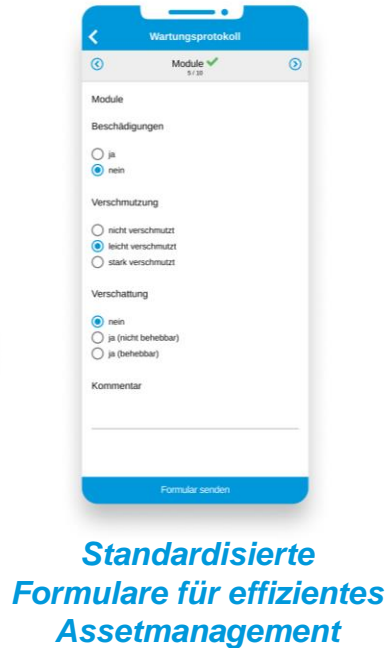 Wartungsprotokoll
Module
5 / 10
Module
Beschädigungen
ja
nein
Verschmutzung
nicht verschmutzt
leicht verschmutzt
stark verschmutzt
Verschattung
nein
ja (nicht behebbar)
ja (behebbar)
Kommentar
Formular senden
Standardisierte
Formulare für effizientes
Assetmanagement